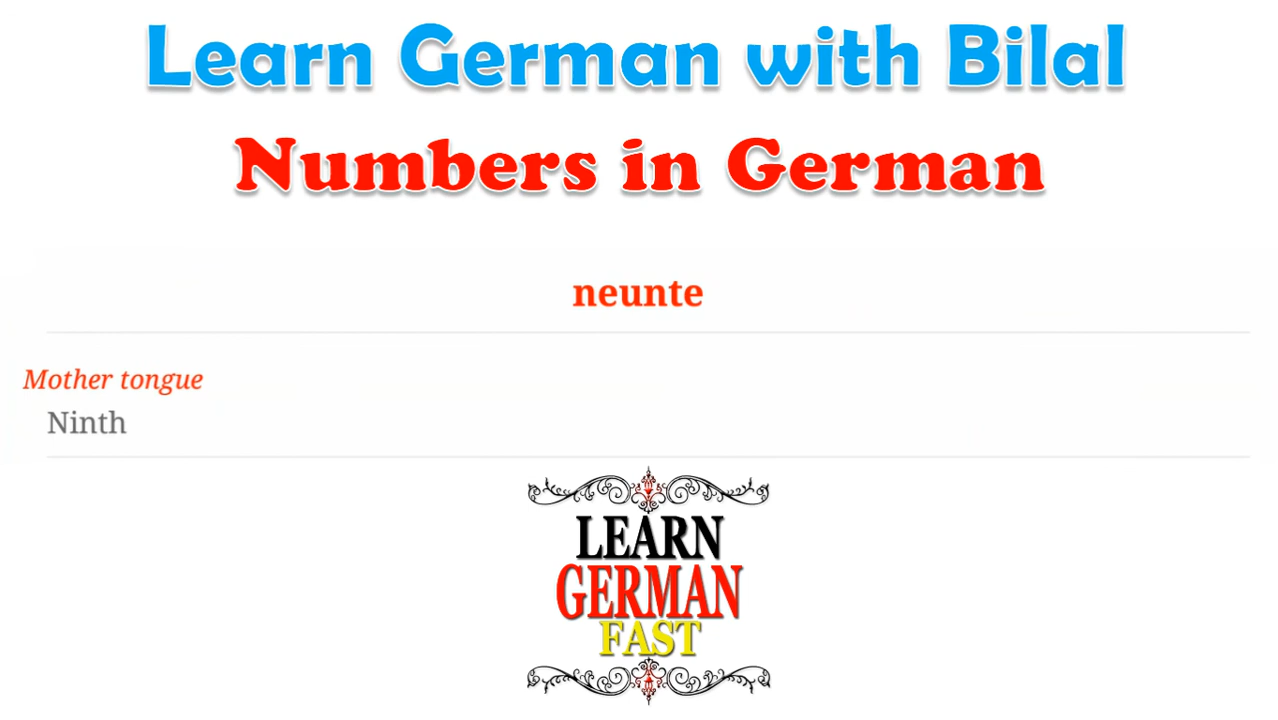 Learn German with Bilal
Numbers in German
neunte
Mother tongue
Ninth
LEARN
GERMAN
FAST